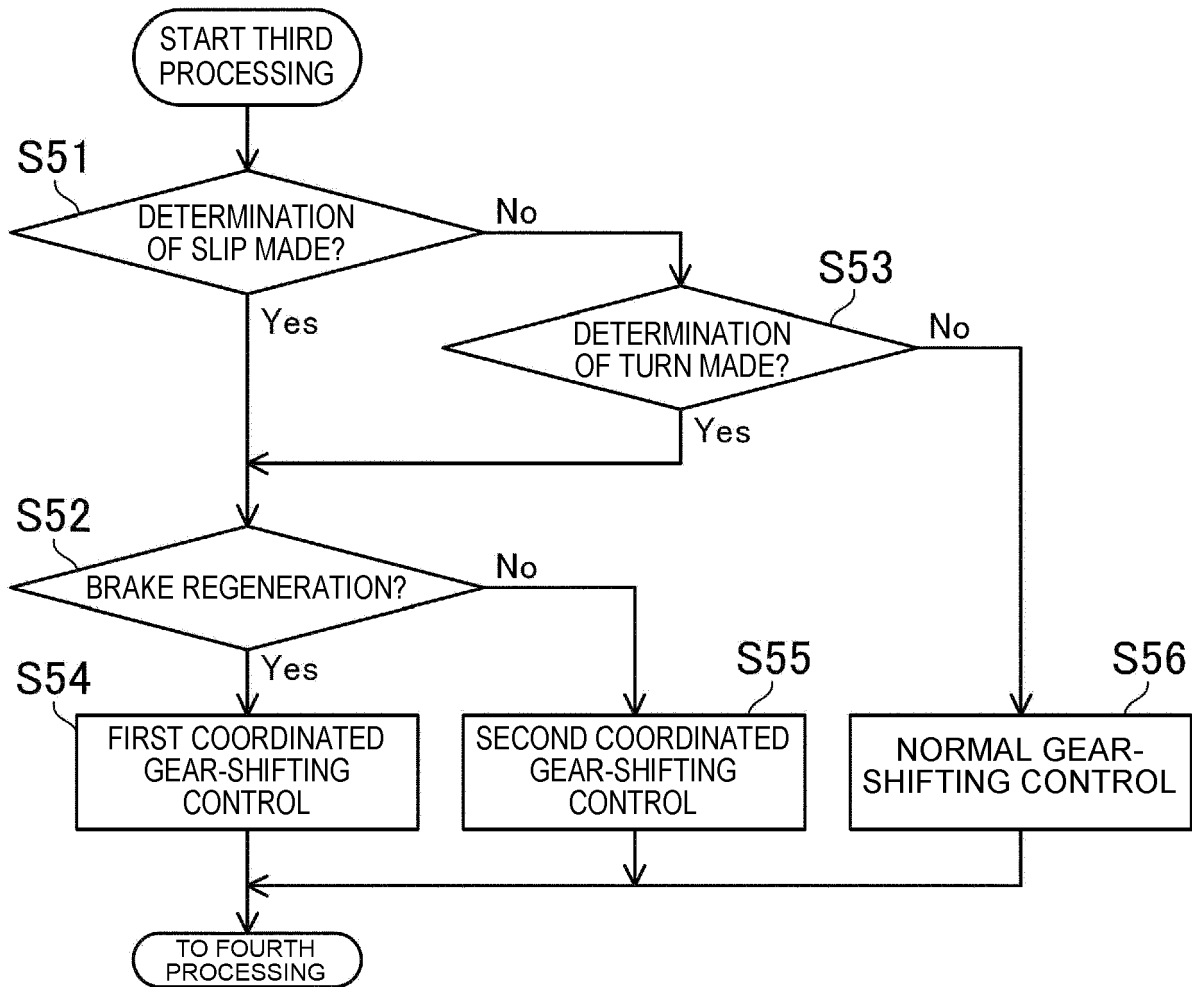 START THIRD
PROCESSING
S51
DETERMINATION
OF SLIP MADE?
No
Yes
S53
DETERMINATION
OF TURN MADE?
No
Yes
S52
BRAKE REGENERATION?
No
Yes
S54
FIRST COORDINATED
GEAR-SHIFTING
CONTROL
S55
SECOND COORDINATED
GEAR-SHIFTING
CONTROL
S56
NORMAL GEAR-
SHIFTING CONTROL
TO FOURTH
PROCESSING